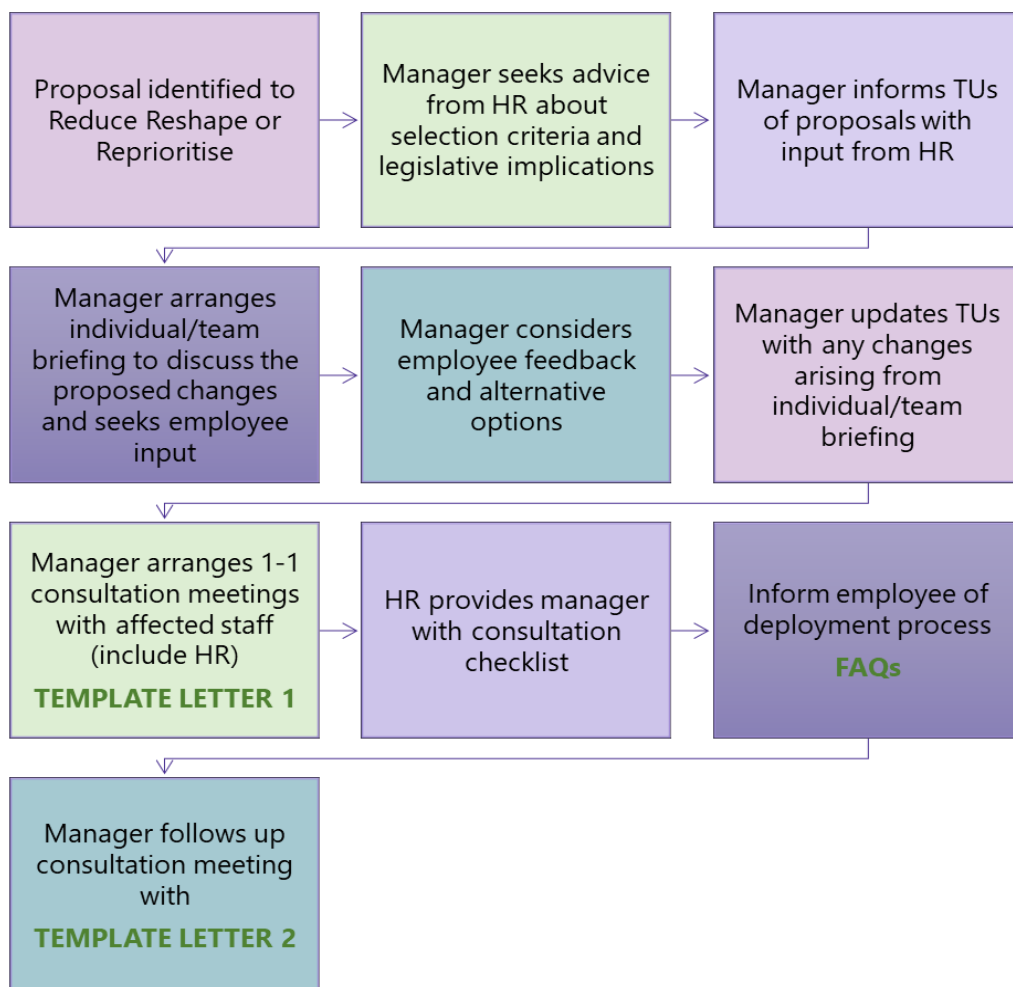 Proposal identified to
Reduce Reshape or
Reprioritise
Manager seeks advice
from HR about
selection criteria and
legislative implications
Manager informs TUs
of proposals with
input from HR
Manager arranges
individual/team
briefing to discuss the
proposed changes
and seeks employee
input
Manager considers
employee feedback
and alternative
options
Manager updates TUs
with any changes
arising from
individual/team
briefing
Manager arranges 1-1
consultation meetings
with affected staff
(include HR)
TEMPLATE LETTER 1
HR provides manager
with consultation
checklist
Inform employee of
deployment process
FAQs
Manager follows up
consultation meeting
with
TEMPLATE LETTER 2